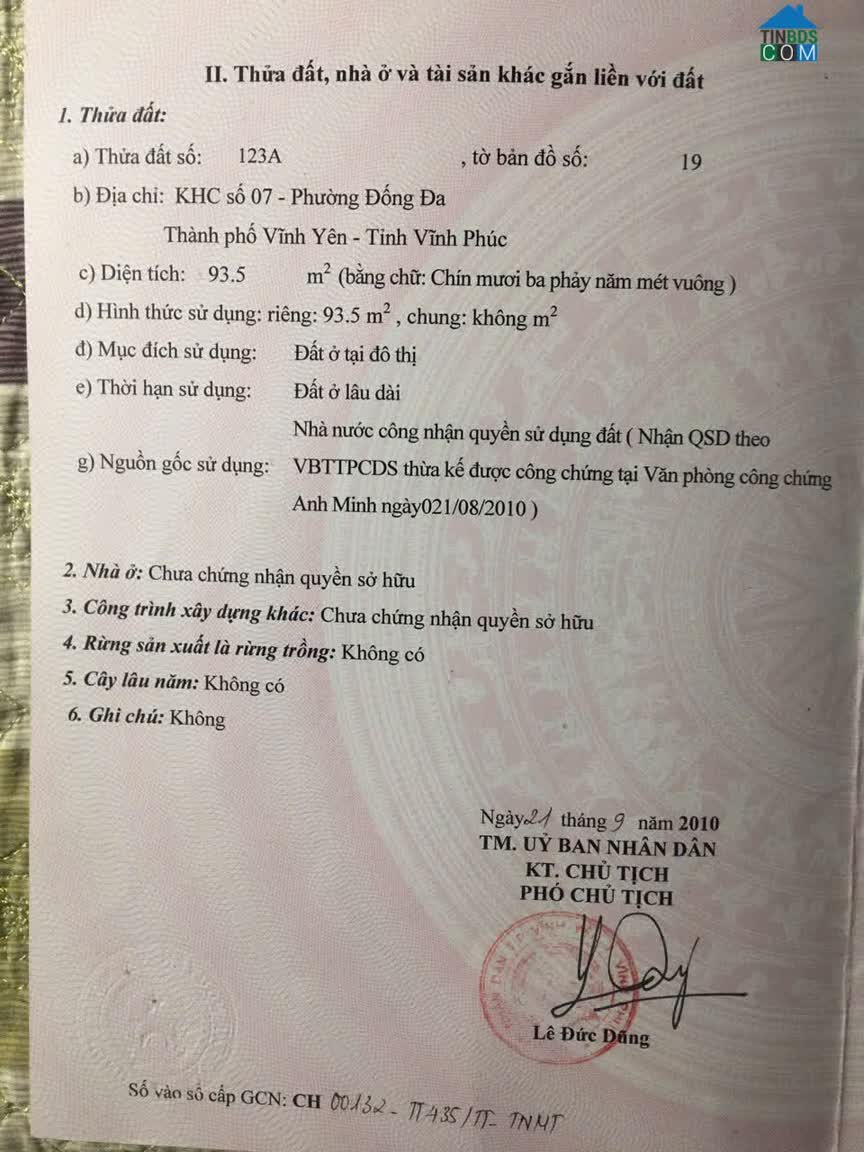 TINBDS
COM
II. Thửa đất, nhà ở và tài sản khác gắn liền với đất
1. Thửa đất:
a) Thửa đất số: 123A , tờ bản đồ số: 19
b) Địa chỉ: KHC số 07 - Phường Đống Đa
Thành phố Vĩnh Yên - Tỉnh Vĩnh Phúc
c) Diện tích: 93.5 m² (bằng chữ: Chín mươi ba phảy năm mét vuông )
d) Hình thức sử dụng: riêng: 93.5 m² , chung: không m²
đ) Mục đích sử dụng: Đất ở tại đô thị
e) Thời hạn sử dụng: Đất ở lâu dài
Nhà nước công nhận quyền sử dụng đất ( Nhận QSD theo
g) Nguồn gốc sử dụng: VBTTPCDS thừa kế được công chứng tại Văn phòng công chứng
Anh Minh ngày021/08/2010 )
2. Nhà ở: Chưa chứng nhận quyền sở hữu
3. Công trình xây dựng khác: Chưa chứng nhận quyền sở hữu
4. Rừng sản xuất là rừng trồng: Không có
5. Cây lâu năm: Không có
6. Ghi chú: Không
Ngày 21 tháng 9 năm 2010
TM. UỶ BAN NHÂN DÂN
KT. CHỦ TỊCH
PHÓ CHỦ TỊCH
Lê Đức Dũng
Số vào sổ cấp GCN: CH 00132 - TT435/TT- TNMT